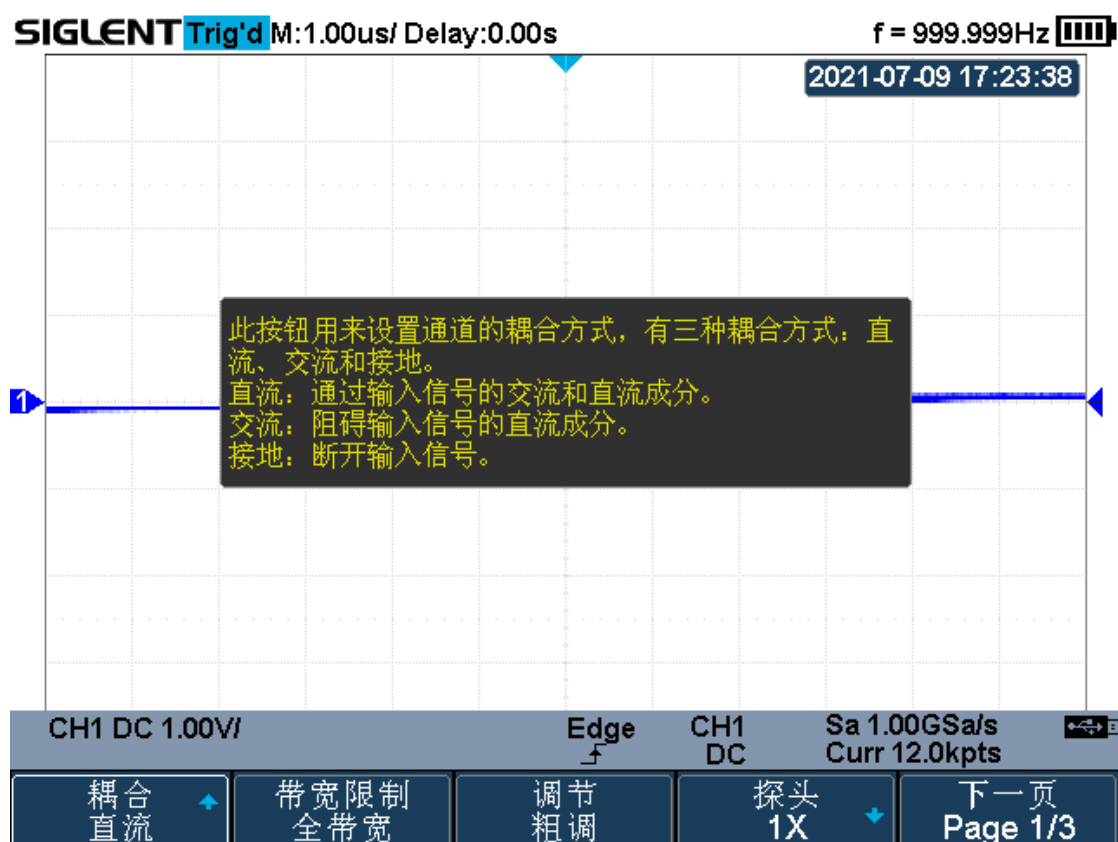 SIGLENT Trig'd M:1.00us/ Delay:0.00s f = 999.999Hz
2021-07-09 17:23:38
此按钮用来设置通道的耦合方式，有三种耦合方式：直
流、交流和接地。
直流：通过输入信号的交流和直流成分。
交流：阻碍输入信号的直流成分。
接地：断开输入信号。
1
CH1 DC 1.00V/ Edge CH1 Sa 1.00GSa/s
DC Curr 12.0kpts
耦合 带宽限制 调节 探头 下一页
直流 全带宽 粗调 1X Page 1/3